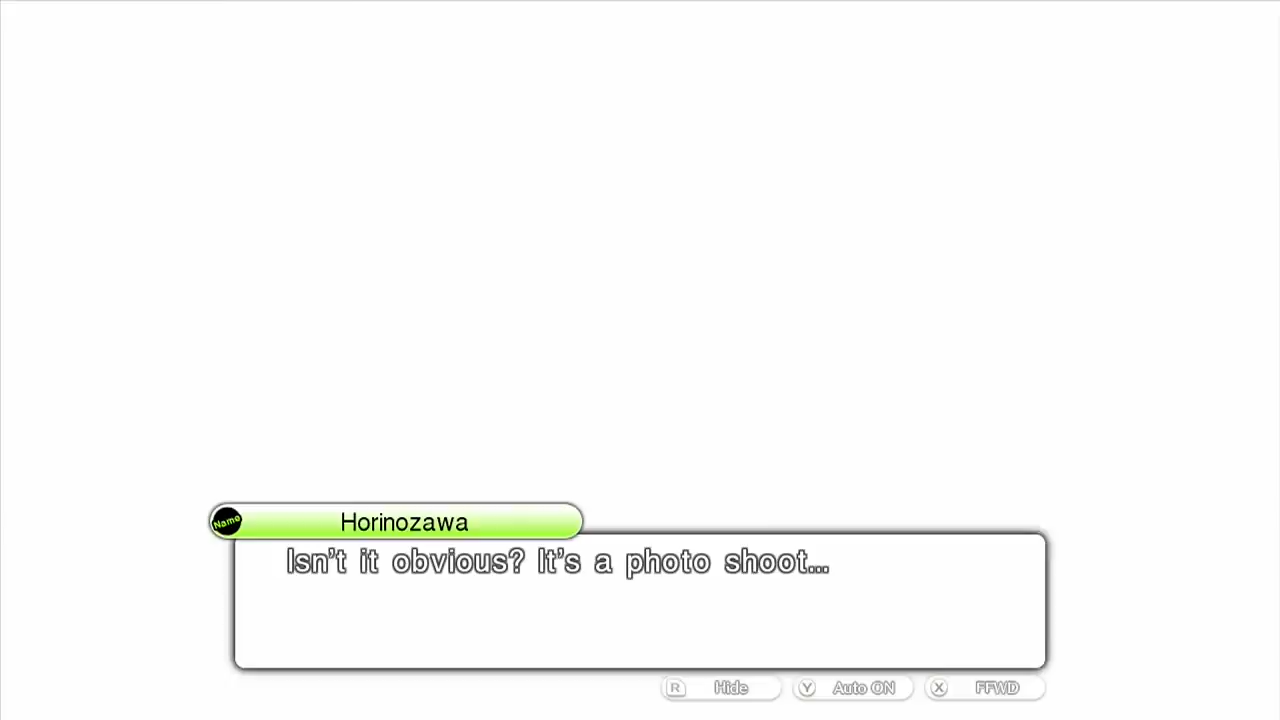 Name
Horinozawa
Isn't it obvious? It's a photo shoot...
R Hide Y Auto ON X FFWD